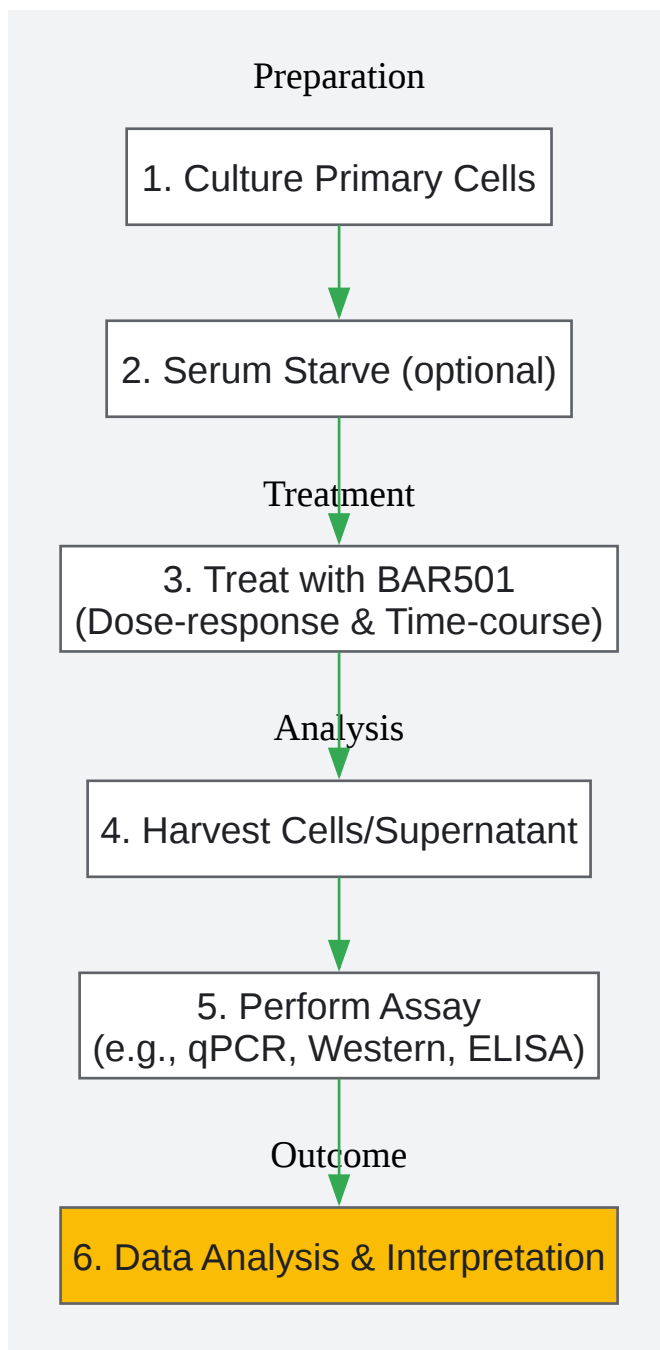 Preparation
1. Culture Primary Cells
2. Serum Starve (optional)
Treatment
3. Treat with BAR501
(Dose-response & Time-course)
Analysis
4. Harvest Cells/Supernatant
5. Perform Assay
(e.g., qPCR, Western, ELISA)
Outcome
6. Data Analysis & Interpretation